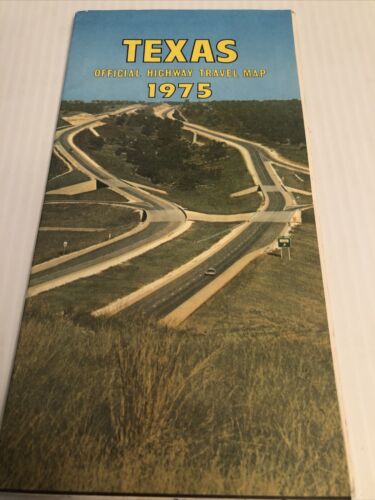 TEXAS
OFFICIAL HIGHWAY TRAVEL MAP
1975